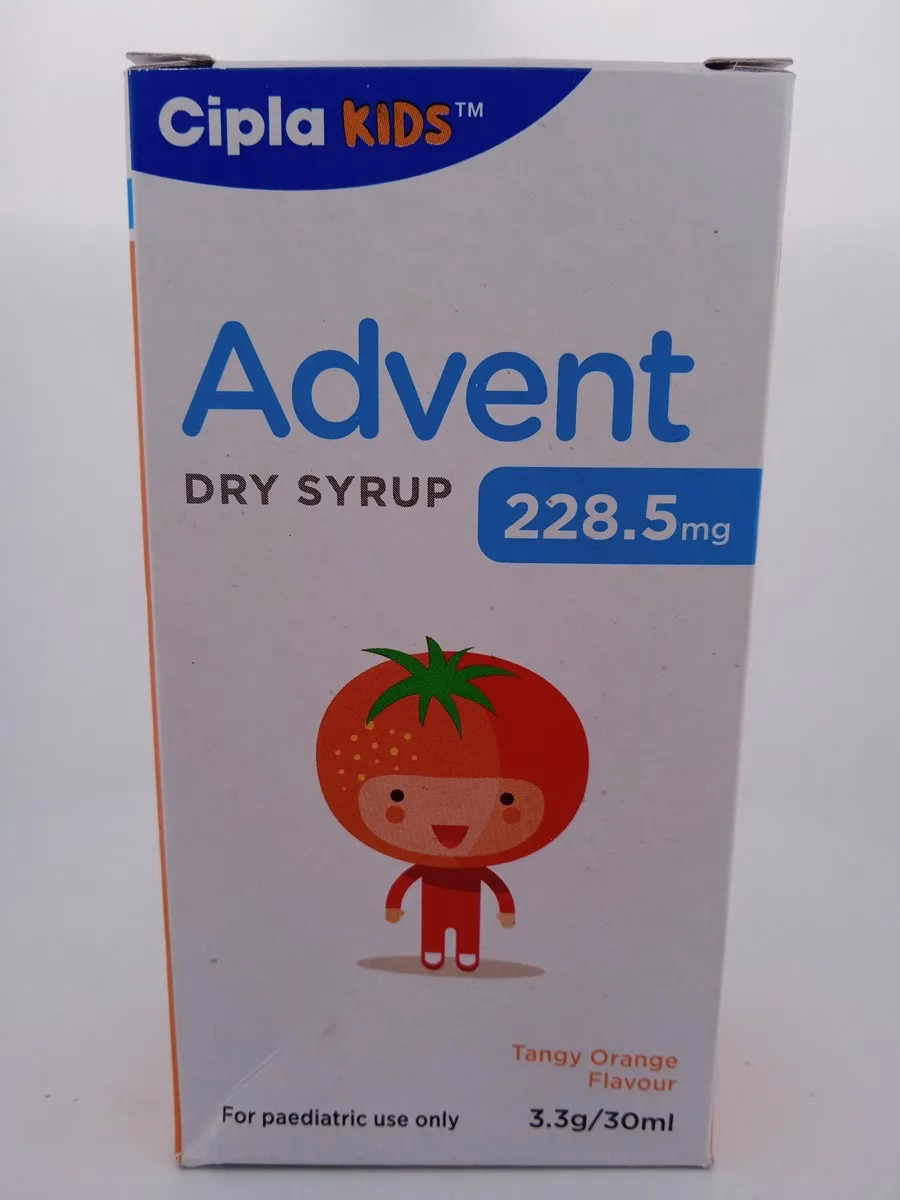 Cipla KIDS™
Advent
DRY SYRUP
228.5mg
Tangy Orange
Flavour
For paediatric use only
3.3g/30ml